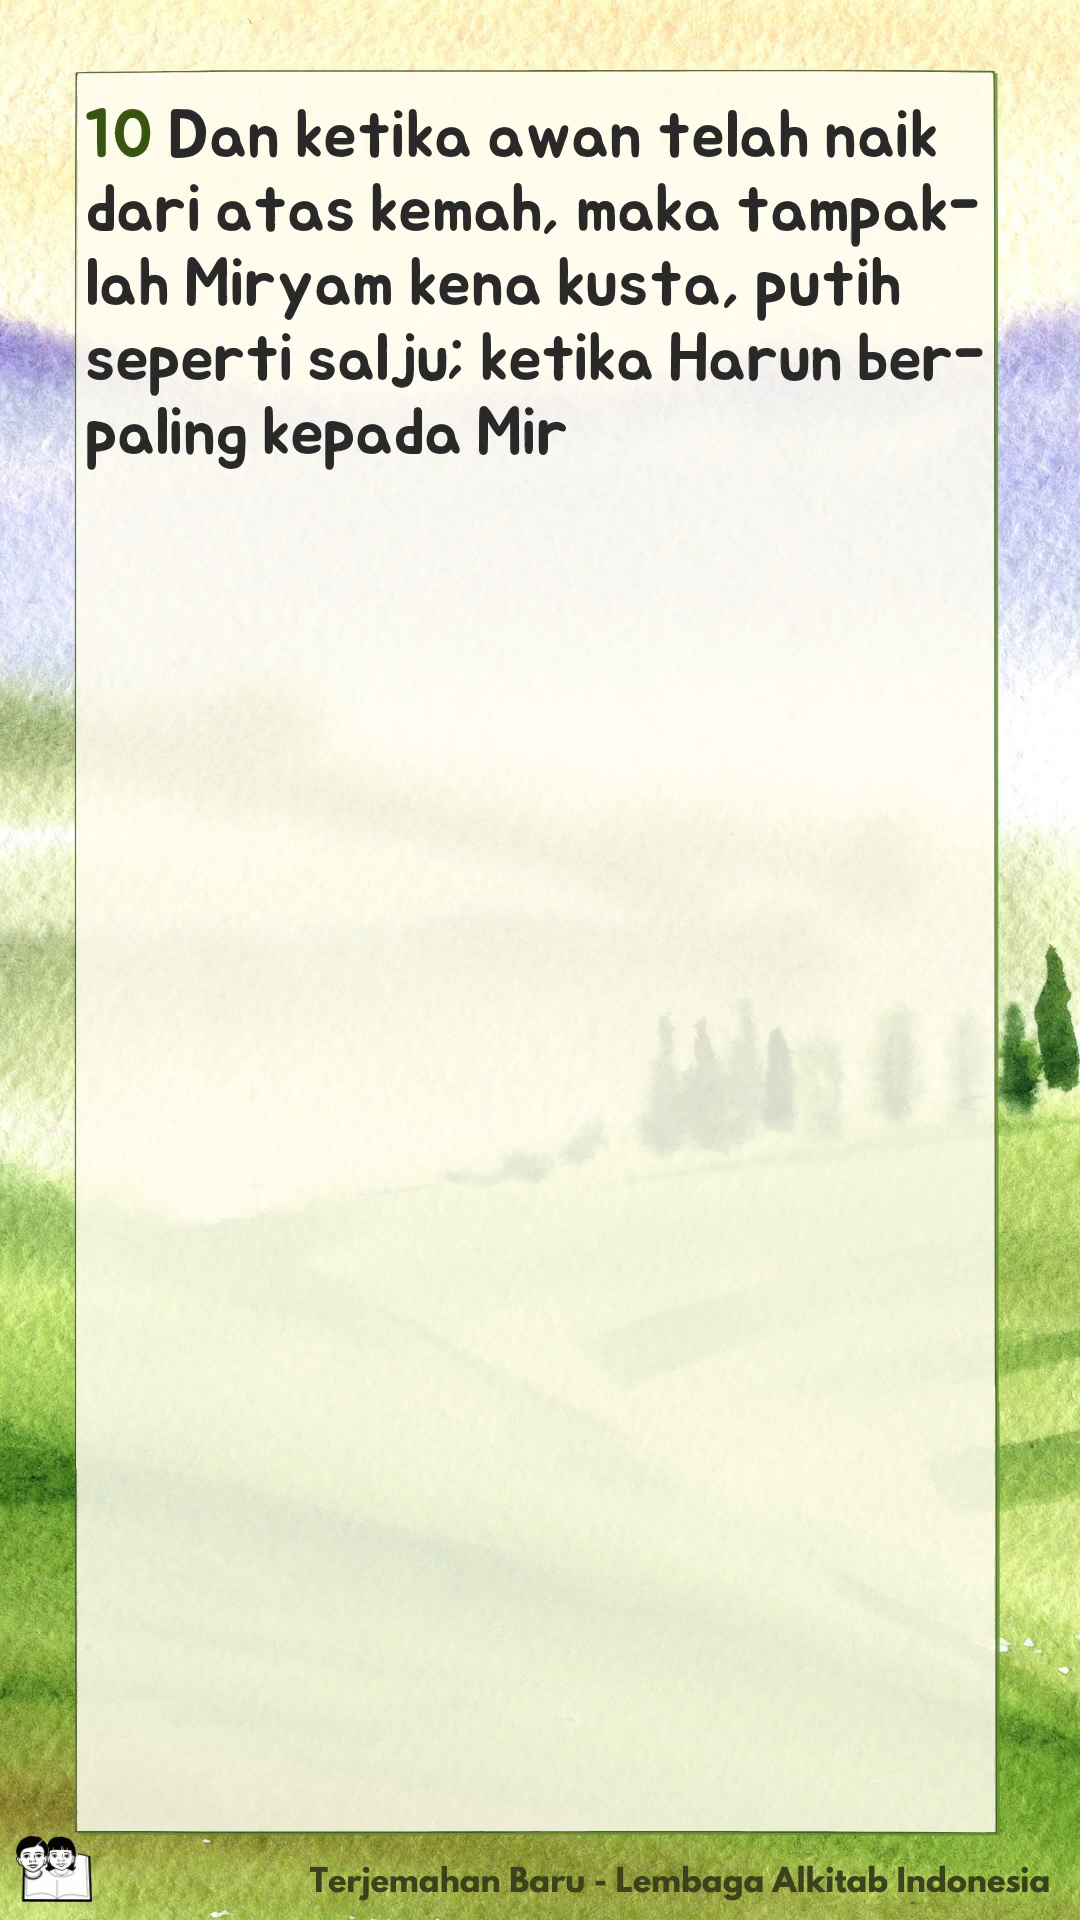 10 Dan ketika awan telah naik
dari atas kemah, maka tampak-
lah Miryam kena kusta, putih
seperti salju; ketika Harun ber-
paling kepada Mir
Terjemahan Baru - Lembaga Alkitab Indonesia